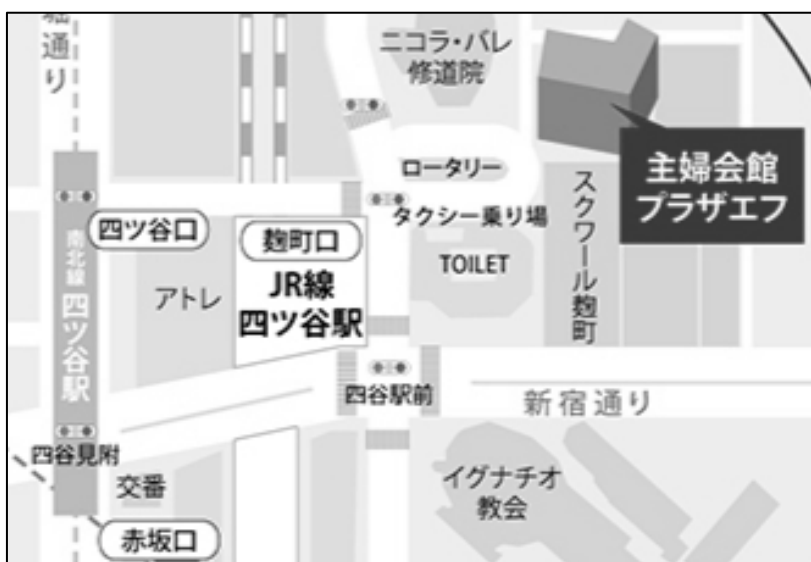 堀通り
ニコラ・バレ
修道院
主婦会館
プラザエフ
ロータリー
タクシー乗り場
スクワール麹町
四ツ谷口
麹町口
TOILET
南北線 四ツ谷駅
アトレ
JR線
四ツ谷駅
四谷駅前
新宿通り
四谷見附
交番
イグナチオ
教会
赤坂口